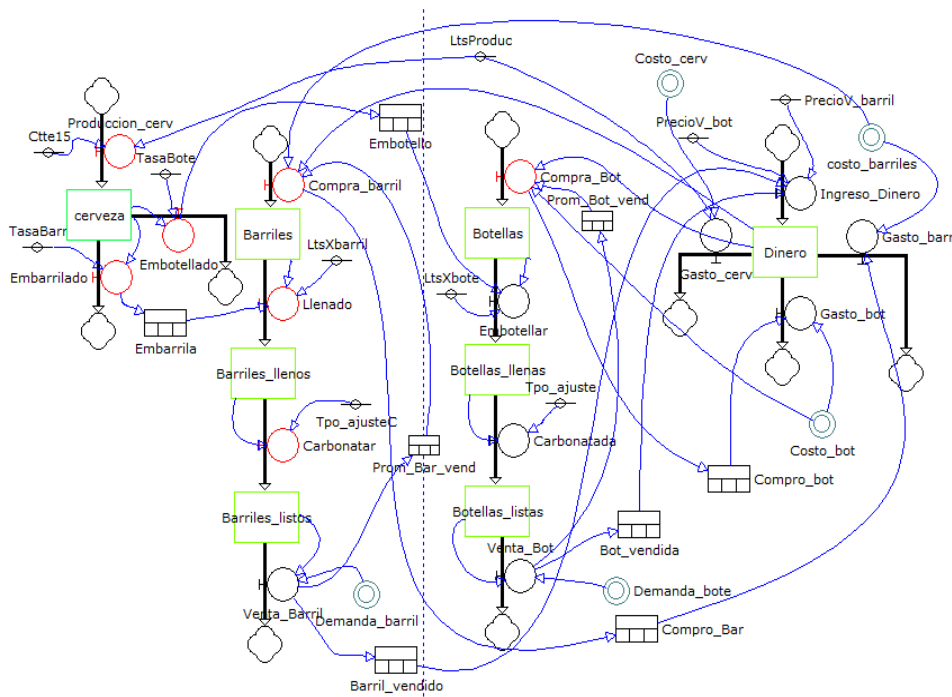 LtsProduc
Costo_cerv
PrecioV_barril
Produccion_cerv
Ctte15
TasaBote
Embotello
PrecioV_bot
costo_barriles
Compra_barril
Compra_Bot
Prom_Bot_vend
Ingreso_Dinero
cerveza
Barriles
Botellas
Dinero
Gasto_barr
TasaBarr
Embotellado
LtsXbarril
Gasto_cerv
Embarrilado
LtsXbote
Llenado
Embotellar
Gasto_bot
Embarrila
Barriles_llenos
Botellas_llenas
Tpo_ajusteC
Tpo_ajuste
Carbonatar
Carbonatada
Costo_bot
Prom_Bar_vend
Compro_bot
Barriles_listos
Botellas_listas
Venta_Bot
Bot_vendida
Venta_Barril
Demanda_barril
Demanda_bote
Compro_Bar
Barril_vendido